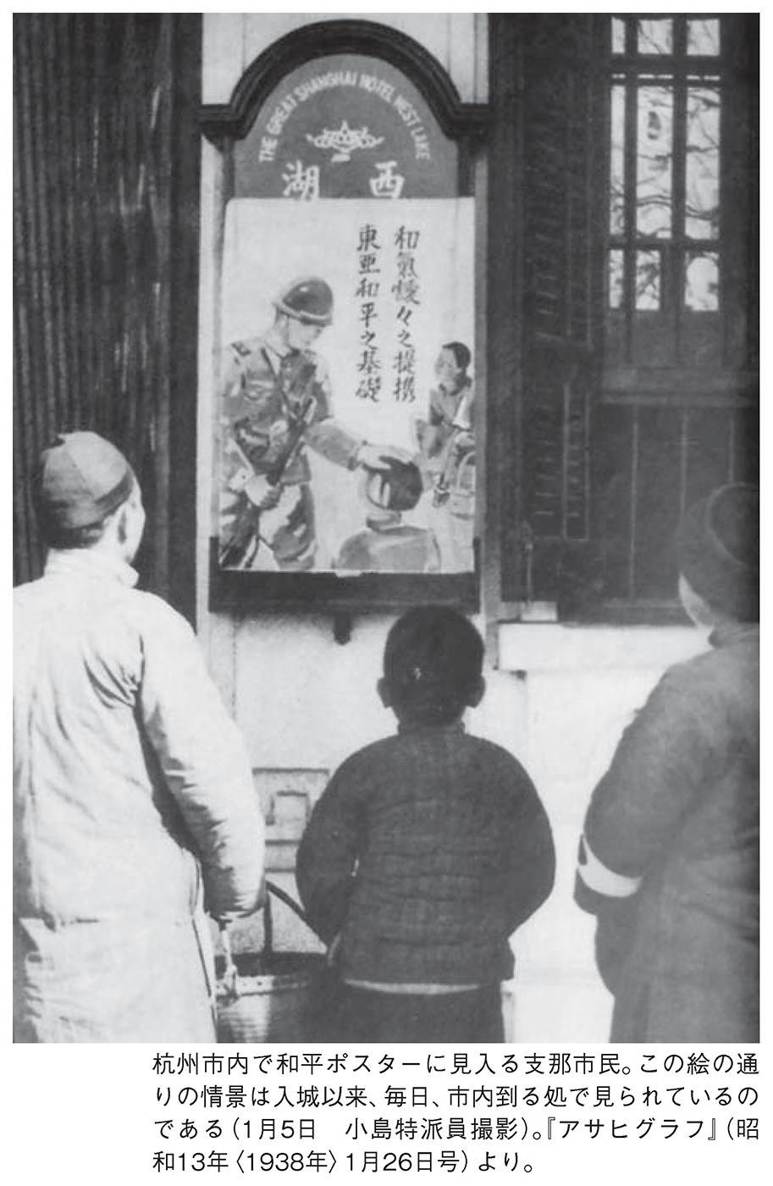 THE GREAT SHANGHAI HOTEL WEST LAKE
湖 西
和氣優々之提携
東亜和平之基礎
杭州市内で和平ポスターに見入る支那市民。この絵の通
りの情景は入城以来、毎日、市内到る処で見られているの
である（1月5日　小島特派員撮影）。『アサヒグラフ』（昭
和13年〈1938年〉1月26日号）より。